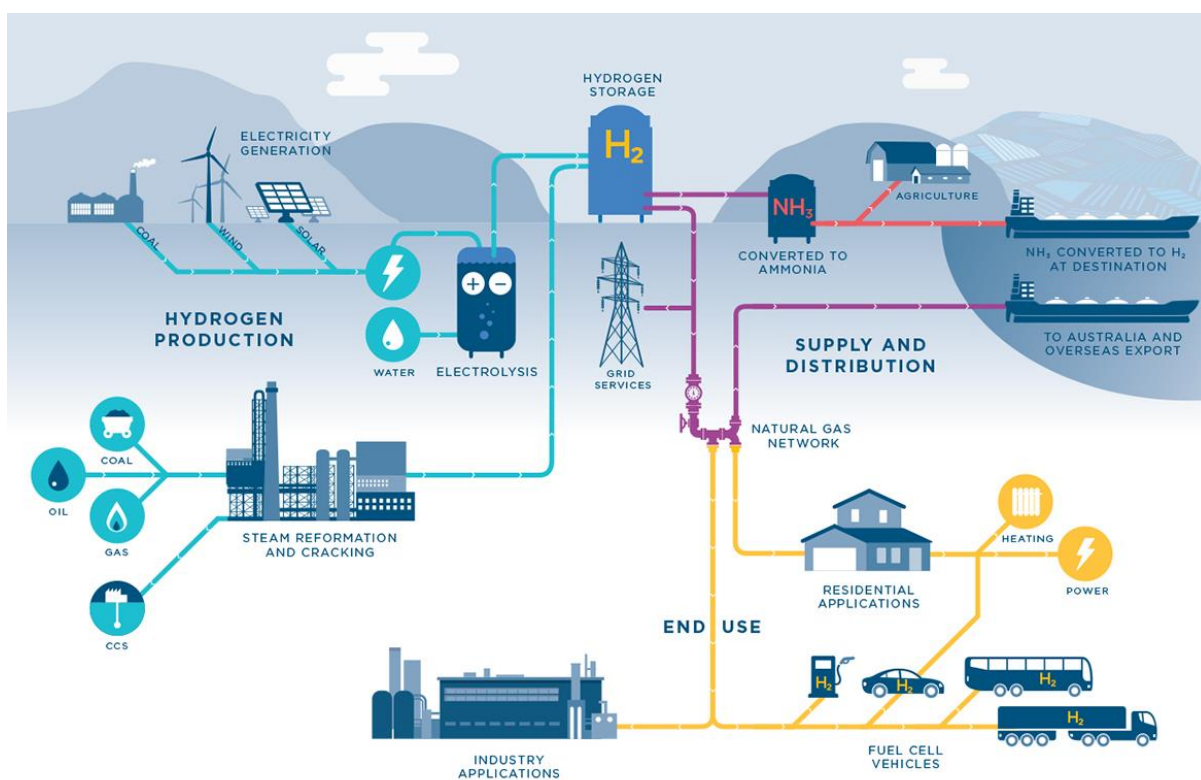 HYDROGEN
STORAGE
H₂
ELECTRICITY
GENERATION
COAL
WIND
SOLAR
HYDROGEN
PRODUCTION
WATER
ELECTROLYSIS
GRID
SERVICES
NH₃
CONVERTED TO
AMMONIA
AGRICULTURE
NH₃ CONVERTED TO H₂
AT DESTINATION
TO AUSTRALIA AND
OVERSEAS EXPORT
SUPPLY AND
DISTRIBUTION
NATURAL GAS
NETWORK
COAL
OIL
GAS
CCS
STEAM REFORMATION
AND CRACKING
RESIDENTIAL
APPLICATIONS
HEATING
POWER
END USE
INDUSTRY
APPLICATIONS
H₂
H₂
H₂
H₂
FUEL CELL
VEHICLES